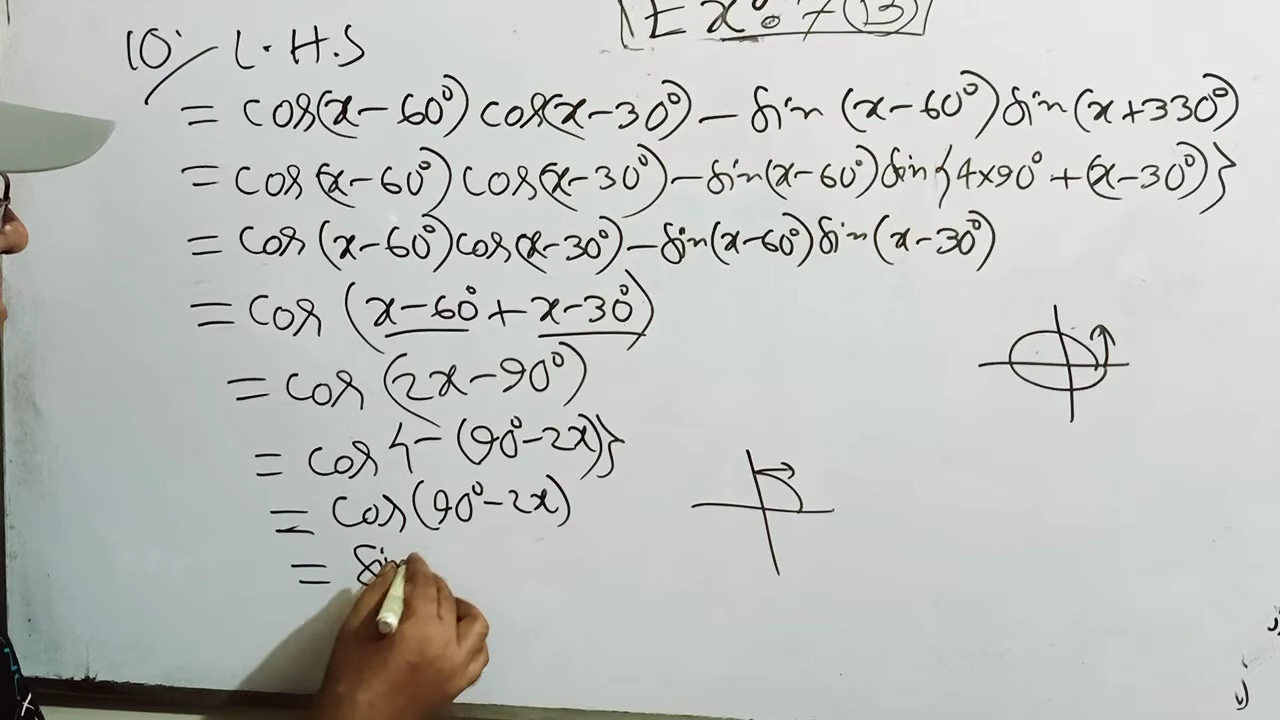 Ex: 7(B)
10. L.H.S
= cos(x-60°) cos(x-30°) - sin (x-60°) sin(x+330°)
= cos(x-60°) cos(x-30°) - sin(x-60°) sin{4×90° + (x-30°)}
= cos (x-60°) cos(x-30°) - sin(x-60°) sin(x-30°)
= cos (x-60° + x-30°)
= cos (2x-90°)
= cos {-(90°-2x)}
= cos(90°-2x)
= sin